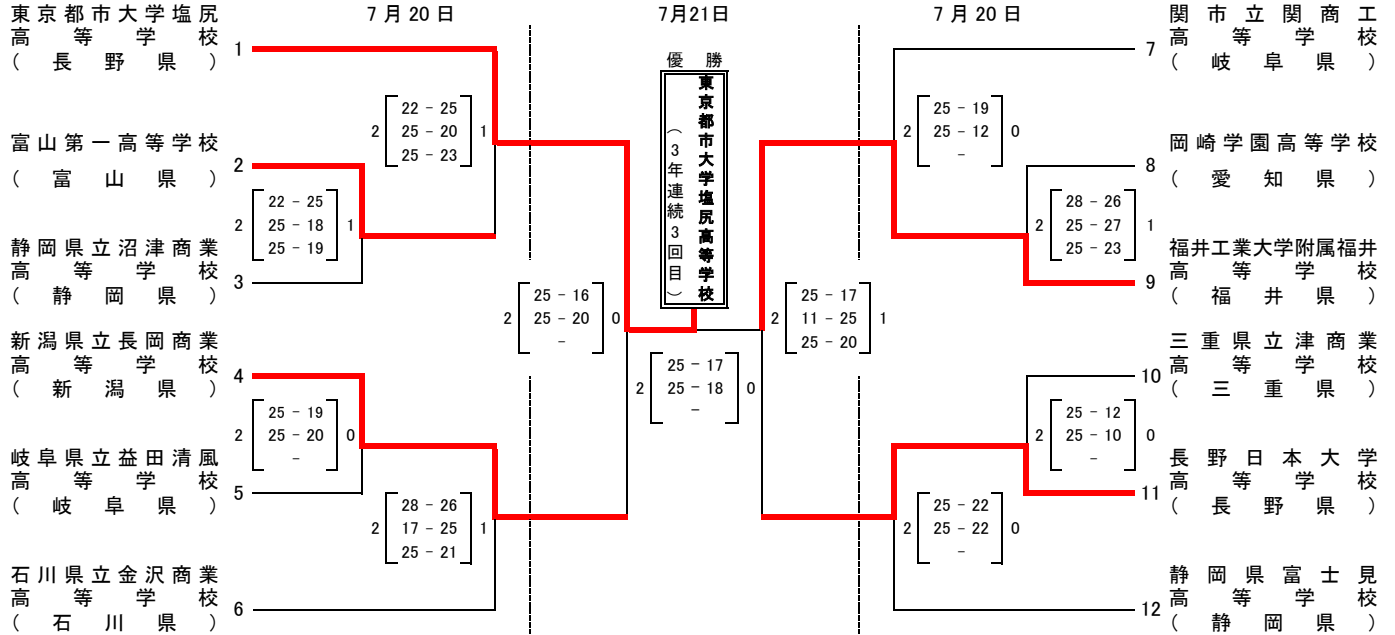 7月20日
7月21日
7月20日
東京都市大学塩尻
高等学校
(長野県)
1
富山第一高等学校
(富山県)
2
静岡県立沼津商業
高等学校
(静岡県)
3
新潟県立長岡商業
高等学校
(新潟県)
4
岐阜県立益田清風
高等学校
(岐阜県)
5
石川県立金沢商業
高等学校
(石川県)
6
2
22 - 25
25 - 20
25 - 23
1
2
22 - 25
25 - 18
25 - 19
1
2
25 - 19
25 - 20
-
0
2
28 - 26
17 - 25
25 - 21
1
2
25 - 16
25 - 20
-
0
優勝
東京都市大学塩尻高等学校
(3年連続3回目)
2
25 - 17
25 - 18
-
0
2
25 - 17
11 - 25
25 - 20
1
2
25 - 19
25 - 12
-
0
2
28 - 26
25 - 27
25 - 23
1
2
25 - 12
25 - 10
-
0
2
25 - 22
25 - 22
-
0
関市立関商工
高等学校
(岐阜県)
7
岡崎学園高等学校
(愛知県)
8
福井工業大学附属福井
高等学校
(福井県)
9
三重県立津商業
高等学校
(三重県)
10
長野日本大学
高等学校
(長野県)
11
静岡県富士見
高等学校
(静岡県)
12